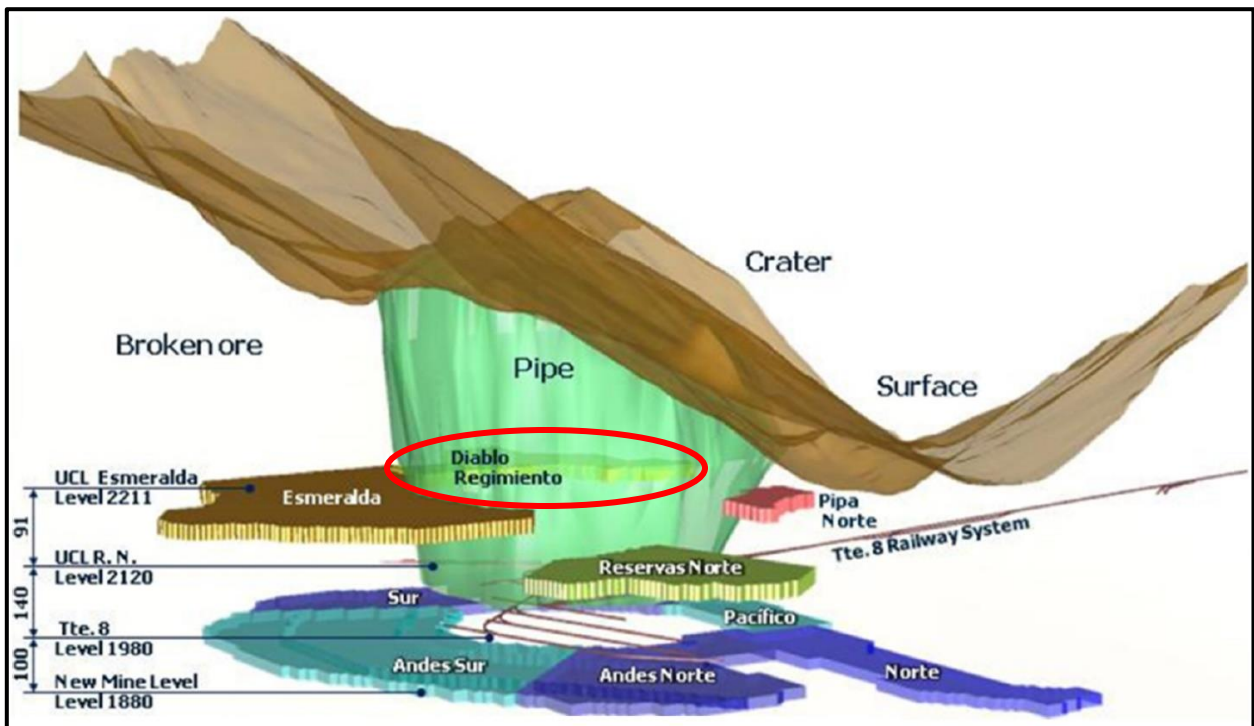 Crater
Broken ore
Pipe
Surface
Diablo
Regimiento
UCL Esmeralda
Level 2211
Esmeralda
Pipa
Norte
91
Tte. 8 Railway System
UCL R. N.
Level 2120
Reservas Norte
140
Sur
Pacífico
Tte. 8
Level 1980
100
Andes Sur
Andes Norte
Norte
New Mine Level
Level 1880